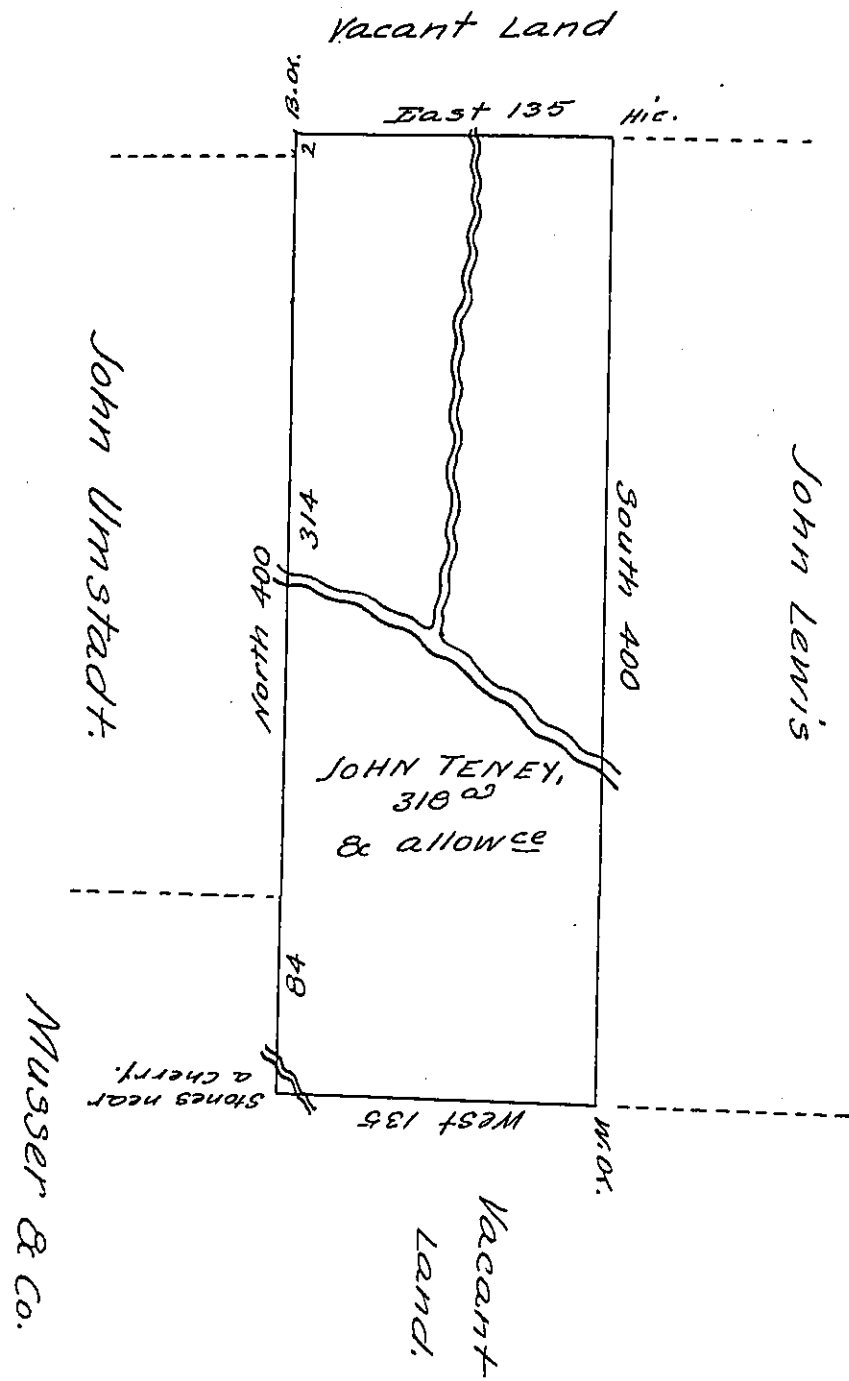 Vacant Land
B.O.
East 135
Hic.
2
John Umstadt.
314
North 400
South 400
John Lewis
JOHN TENEY,
318 as
& allowce
84
Stones near
a Cherry.
West 135
W.O.
Vacant
Land.
Musser & Co.